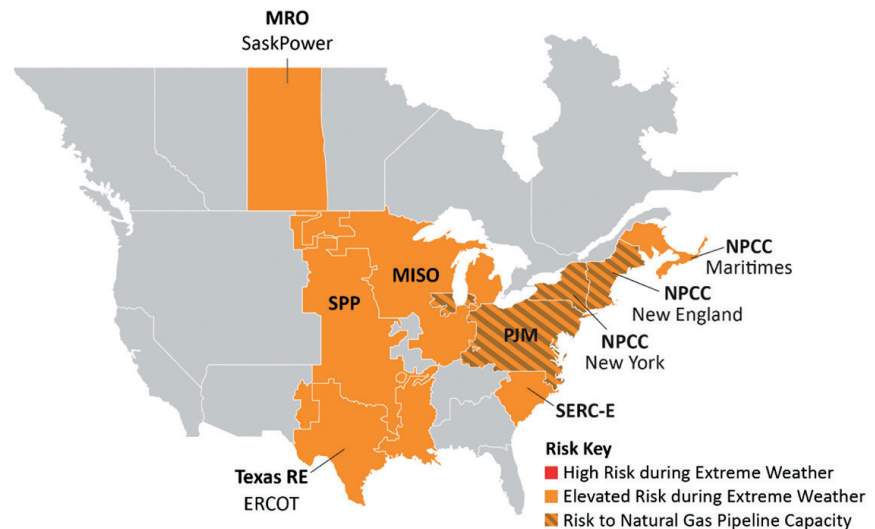 MRO
SaskPower
MISO
SPP
PJM
NPCC
Maritimes
NPCC
New England
NPCC
New York
SERC-E
Texas RE
ERCOT
Risk Key
High Risk during Extreme Weather
Elevated Risk during Extreme Weather
Risk to Natural Gas Pipeline Capacity